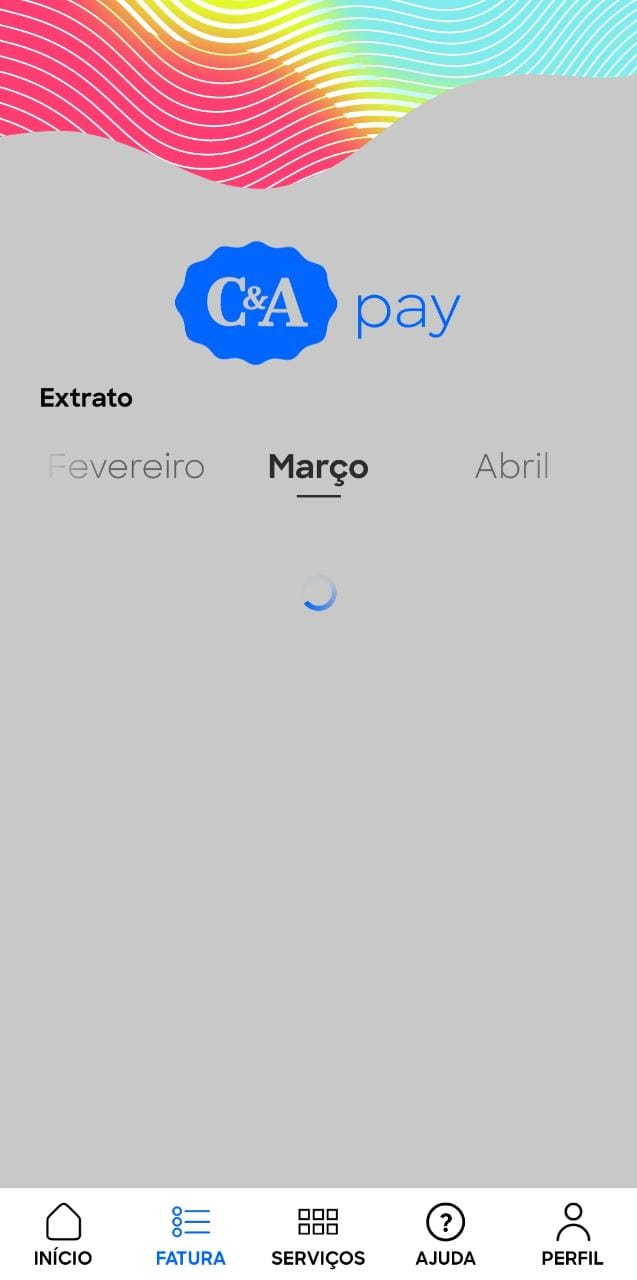 C&A pay
Extrato
Fevereiro Março Abril
INÍCIO FATURA SERVIÇOS AJUDA PERFIL